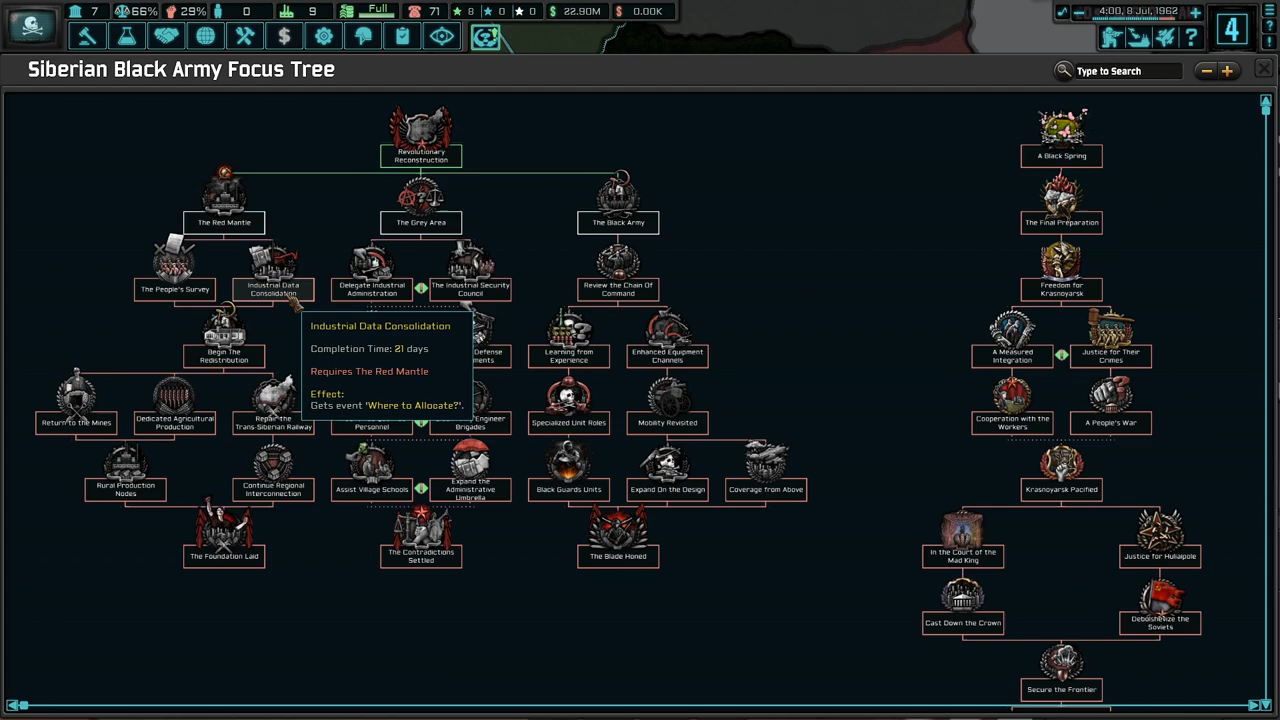 7 66% 29% 0 9 Full 71 8 0 0 22.90M 0.00K 4:00, 8 Jul, 1962 4
Siberian Black Army Focus Tree
Type to Search
Revolutionary
Reconstruction
A Black Spring
The Red Mantle
The Grey Area
The Black Army
The Final Preparation
The People's Survey
Industrial Data
Consolidation
Delegate Industrial
Administration
The Industrial Security
Council
Review the Chain Of
Command
Freedom for
Krasnoyarsk
Industrial Data Consolidation
Completion Time: 21 days
Requires The Red Mantle
Effect:
Gets event 'Where to Allocate?'.
Begin The
Redistribution
Defense
Learning from
Experience
Enhanced Equipment
Channels
A Measured
Integration
Justice for Their
Crimes
Return to the Mines
Dedicated Agricultural
Production
Repair the
Trans-Siberian Railway
Personnel
Engineer
Brigades
Specialized Unit Roles
Mobility Revisited
Cooperation with the
Workers
A People's War
Rural Production
Nodes
Continue Regional
Interconnection
Assist Village Schools
Expand the
Administrative
Umbrella
Black Guards Units
Expand On the Design
Coverage from Above
Krasnoyarsk Pacified
The Foundation Laid
The Contradictions
Settled
The Blade Honed
In the Court of the
Mad King
Justice for Huliaipole
Cast Down the Crown
Debolshevize the
Soviets
Secure the Frontier